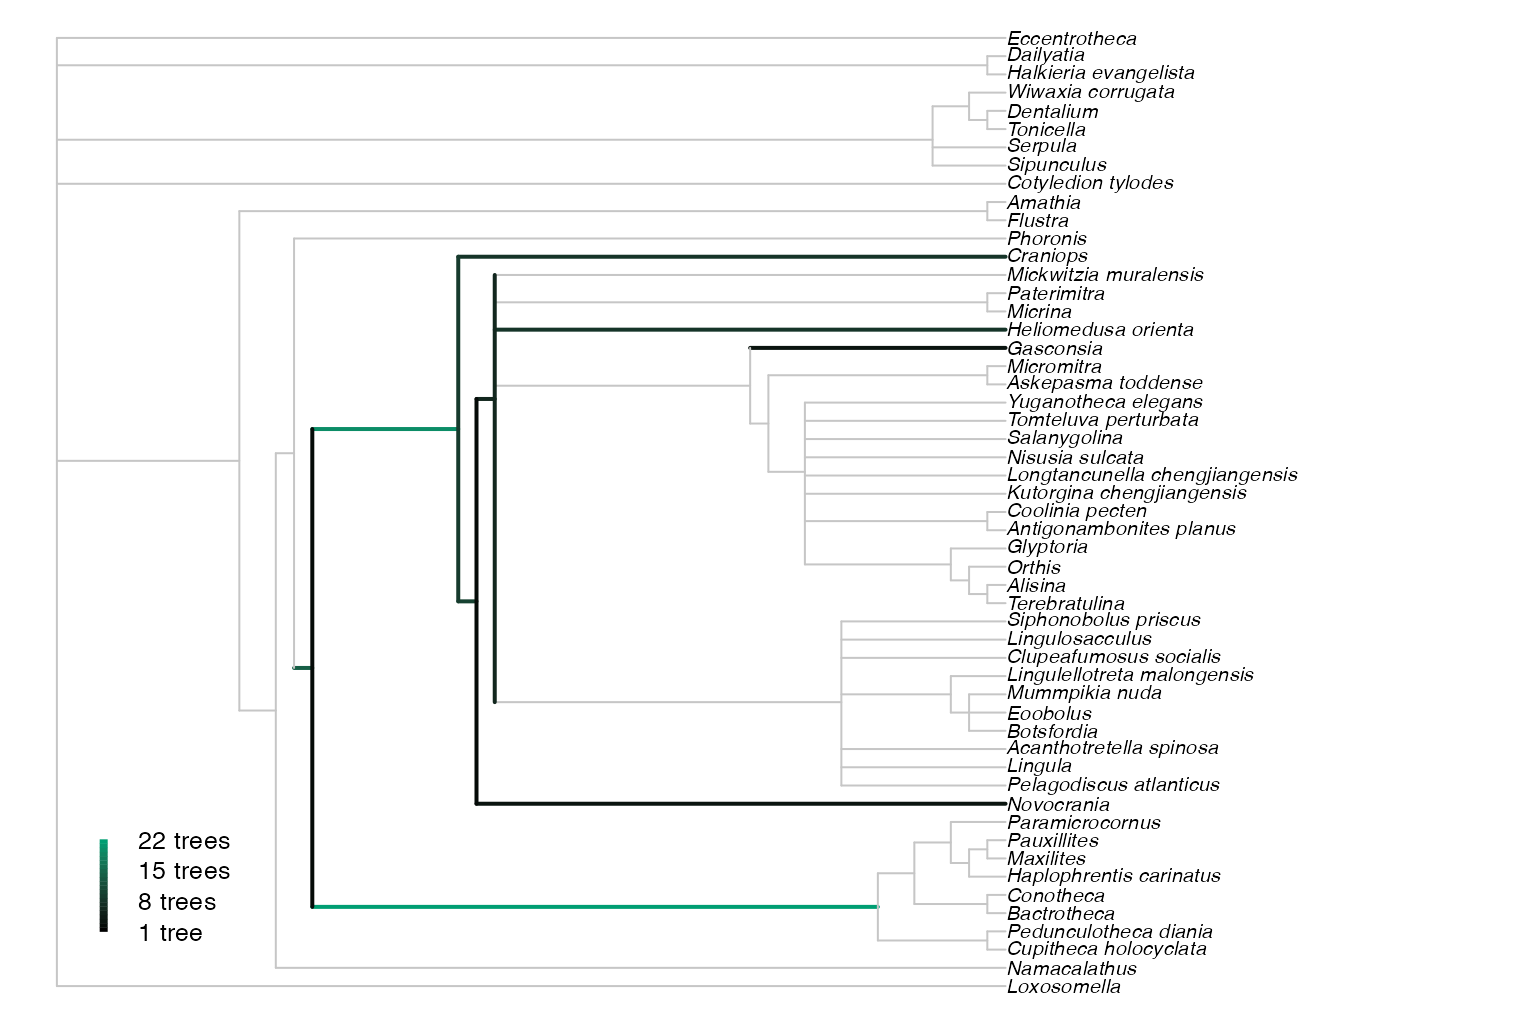 Eccentrotheca
Dailyatia
Halkieria evangelista
Wiwaxia corrugata
Dentalium
Tonicella
Serpula
Sipunculus
Cotyledion tylodes
Amathia
Flustra
Phoronis
Craniops
Mickwitzia muralensis
Paterimitra
Micrina
Heliomedusa orienta
Gasconsia
Micromitra
Askepasma toddense
Yuganotheca elegans
Tomteluva perturbata
Salanygolina
Nisusia sulcata
Longtancunella chengjiangensis
Kutorgina chengjiangensis
Coolinia pecten
Antigonambonites planus
Glyptoria
Orthis
Alisina
Terebratulina
Siphonobolus priscus
Lingulosacculus
Clupeafumosus socialis
Lingulellotreta malongensis
Mummpikia nuda
Eoobolus
Botsfordia
Acanthotretella spinosa
Lingula
Pelagodiscus atlanticus
Novocrania
Paramicrocornus
Pauxillites
Maxilites
Haplophrentis carinatus
Conotheca
Bactrotheca
Pedunculotheca diania
Cupitheca holocyclata
Namacalathus
Loxosomella
22 trees
15 trees
8 trees
1 tree